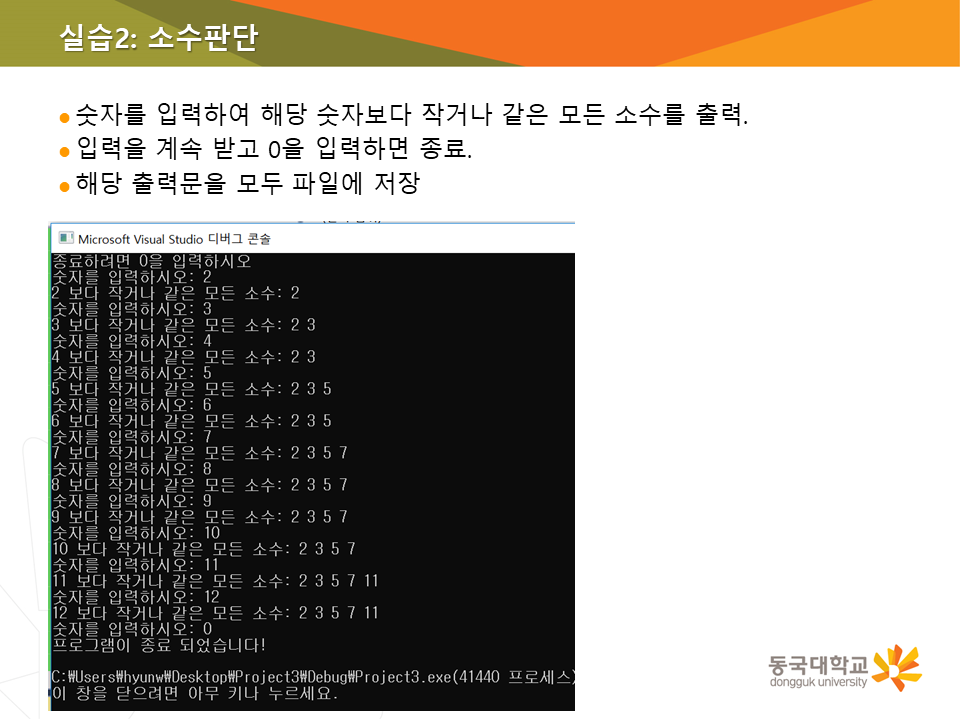 실습2: 소수판단
숫자를 입력하여 해당 숫자보다 작거나 같은 모든 소수를 출력.
입력을 계속 받고 0을 입력하면 종료.
해당 출력문을 모두 파일에 저장
Microsoft Visual Studio 디버그 콘솔
종료하려면 0을 입력하시오
숫자를 입력하시오: 2
2 보다 작거나 같은 모든 소수: 2
숫자를 입력하시오: 3
3 보다 작거나 같은 모든 소수: 2 3
숫자를 입력하시오: 4
4 보다 작거나 같은 모든 소수: 2 3
숫자를 입력하시오: 5
5 보다 작거나 같은 모든 소수: 2 3 5
숫자를 입력하시오: 6
6 보다 작거나 같은 모든 소수: 2 3 5
숫자를 입력하시오: 7
7 보다 작거나 같은 모든 소수: 2 3 5 7
숫자를 입력하시오: 8
8 보다 작거나 같은 모든 소수: 2 3 5 7
숫자를 입력하시오: 9
9 보다 작거나 같은 모든 소수: 2 3 5 7
숫자를 입력하시오: 10
10 보다 작거나 같은 모든 소수: 2 3 5 7
숫자를 입력하시오: 11
11 보다 작거나 같은 모든 소수: 2 3 5 7 11
숫자를 입력하시오: 12
12 보다 작거나 같은 모든 소수: 2 3 5 7 11
숫자를 입력하시오: 0
프로그램이 종료 되었습니다!
C:₩Users₩hyunw₩Desktop₩Project3₩Debug₩Project3.exe(41440 프로세스)
이 창을 닫으려면 아무 키나 누르세요.
동국대학교
dongguk university